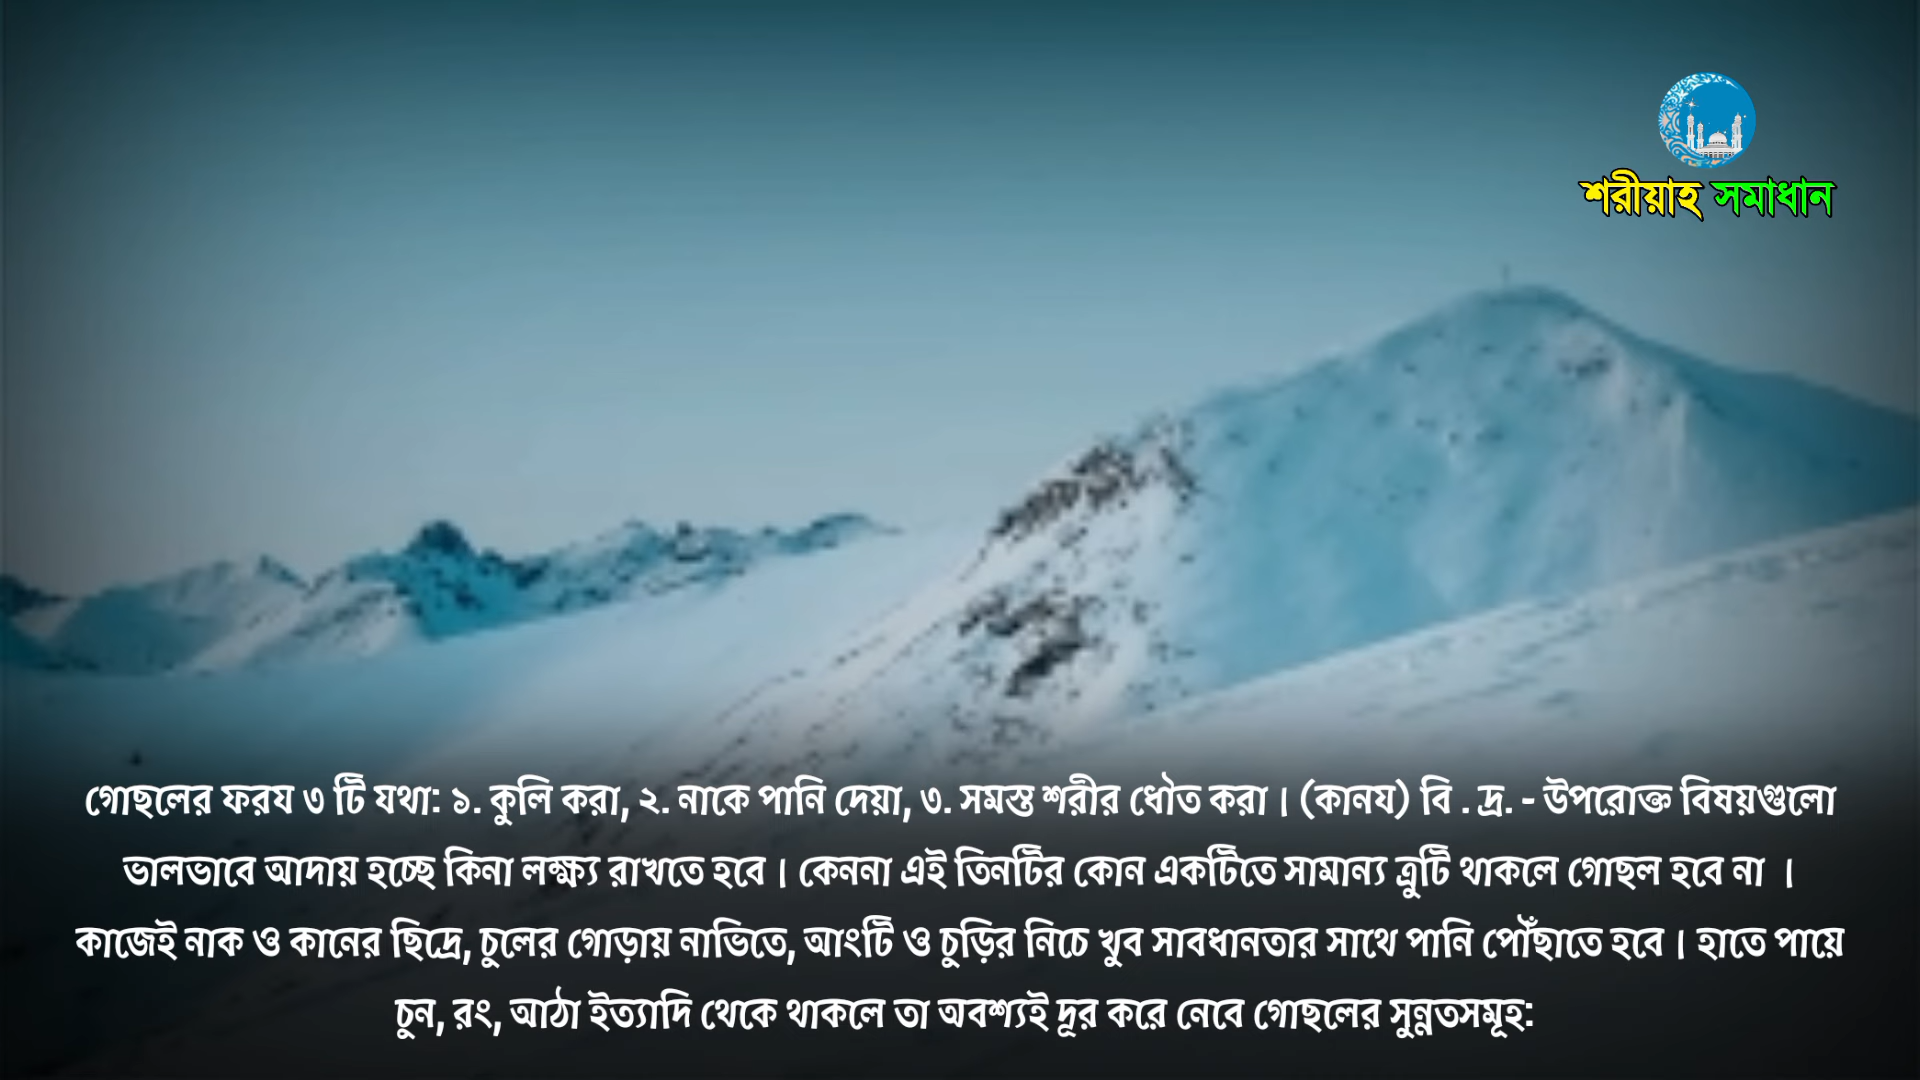 শরীয়াহ সমাধান
গোছলের ফরয ৩ টি যথা: ১. কুলি করা, ২. নাকে পানি দেয়া, ৩. সমস্ত শরীর ধৌত করা । (কানয) বি . দ্র. - উপরোক্ত বিষয়গুলো
ভালভাবে আদায় হচ্ছে কিনা লক্ষ্য রাখতে হবে । কেননা এই তিনটির কোন একটিতে সামান্য ত্রুটি থাকলে গোছল হবে না ।
কাজেই নাক ও কানের ছিদ্রে, চুলের গোড়ায় নাভিতে, আংটি ও চুড়ির নিচে খুব সাবধানতার সাথে পানি পৌঁছাতে হবে । হাতে পায়ে
চুন, রং, আঠা ইত্যাদি থেকে থাকলে তা অবশ্যই দূর করে নেবে গোছলের সুন্নতসমূহ: